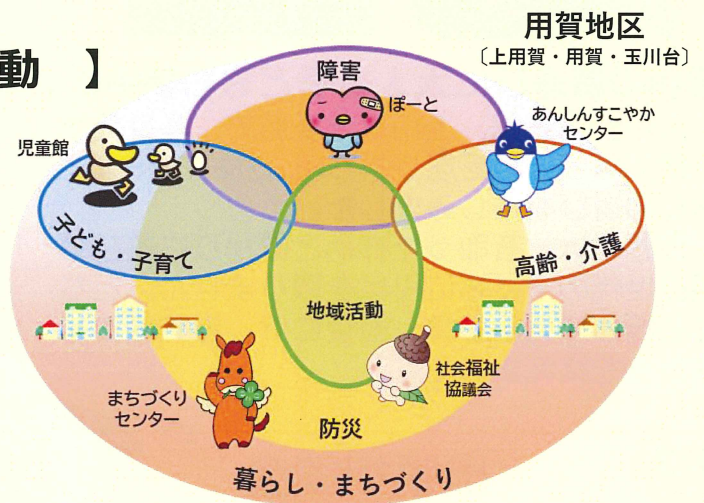 動 】
用賀地区
〔上用賀・用賀・玉川台〕
障害
ぽーと
あんしんすこやか
センター
児童館
子ども・子育て
高齢・介護
地域活動
社会福祉
協議会
まちづくり
センター
防災
暮らし・まちづくり